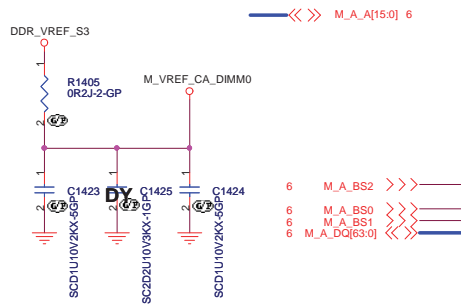 DDR_VREF_S3
M_A_A[15:0] 6
1
R1405
0R2J-2-GP
2
G/P
M_VREF_CA_DIMM0
1
C1423
2
G/P
SCD1U10V2KX-5GP
1
DY
C1425
2
G/P
SC2D2U10V3KX-1GP
1
C1424
2
G/P
SCD1U10V2KX-5GP
6 M_A_BS2
6 M_A_BS0
6 M_A_BS1
6 M_A_DQ[63:0]